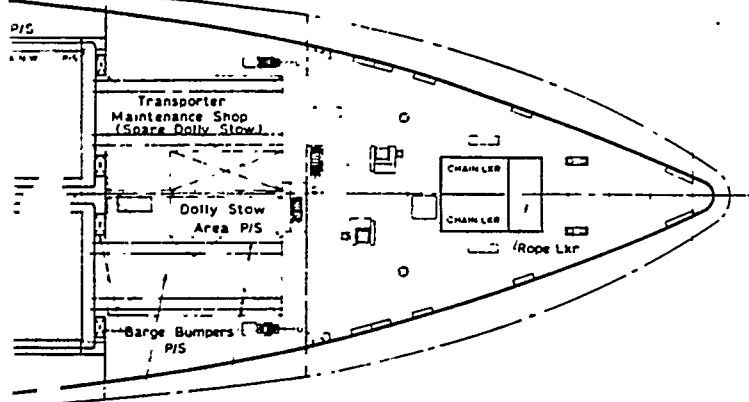 P/S
P/S
Transporter
Maintenance Shop
(Spare Dolly Stow)
CHAIN LKR
Dolly Stow
Area P/S
CHAIN LKR
Rope Lkr
Barge Bumpers
P/S